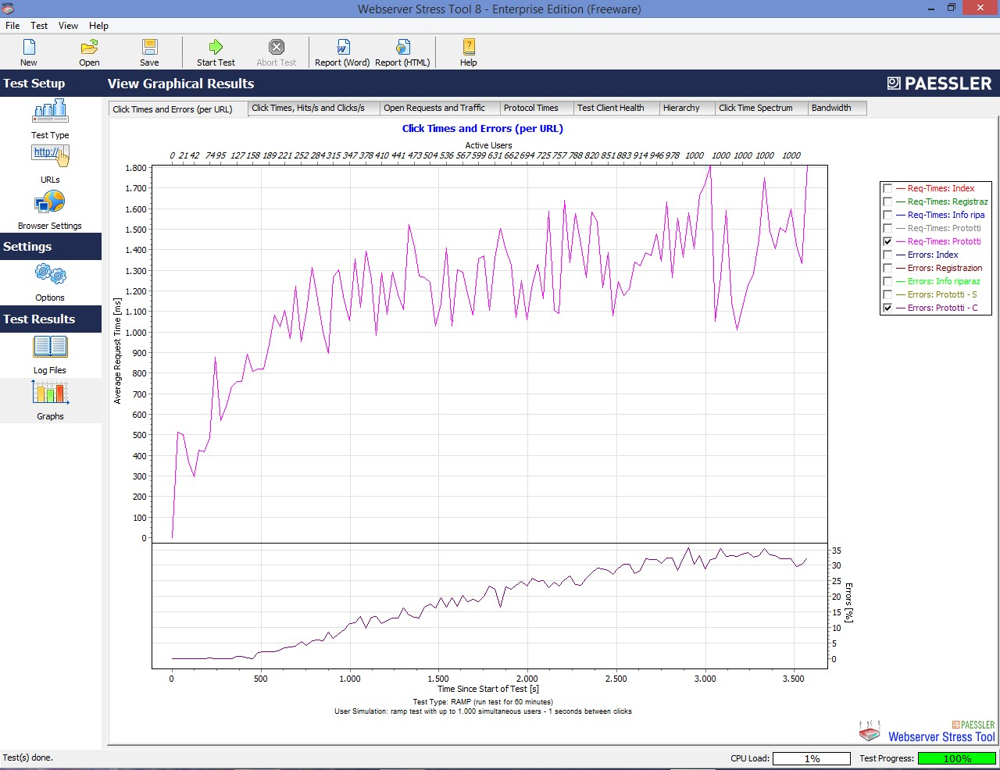 Webserver Stress Tool 8 - Enterprise Edition (Freeware)
File Test View Help
New Open Save Start Test Abort Test Report (Word) Report (HTML) Help
Test Setup
View Graphical Results
PAESSLER
Test Type
http://
URLs
Browser Settings
Settings
Options
Test Results
Log Files
Graphs
Click Times and Errors (per URL) Click Times, Hits/s and Clicks/s Open Requests and Traffic Protocol Times Test Client Health Hierarchy Click Time Spectrum Bandwidth
Click Times and Errors (per URL)
Active Users
0 21 42 74 95 127 158 189 221 252 284 315 347 378 410 441 473 504 536 567 599 631 662 694 725 757 788 820 851 883 914 946 978 1000 1000 1000 1000 1000
1.800
1.700
1.600
1.500
1.400
1.300
1.200
1.100
1.000
900
800
700
600
500
400
300
200
100
0
Average Request Time [ms]
Req-Times: Index
Req-Times: Registraz
Req-Times: Info ripa
Req-Times: Prototti
Req-Times: Prototti
Errors: Index
Errors: Registrazion
Errors: Info riparaz
Errors: Prototti - S
Errors: Prototti - C
35
30
25
20
15
10
5
0
Errors [%]
0 500 1.000 1.500 2.000 2.500 3.000 3.500
Time Since Start of Test [s]
Test Type: RAMP (run test for 60 minutes)
User Simulation: ramp test with up to 1.000 simultaneous users - 1 seconds between clicks
PAESSLER
Webserver Stress Tool
Test(s) done.
CPU Load: 1% Test Progress: 100%